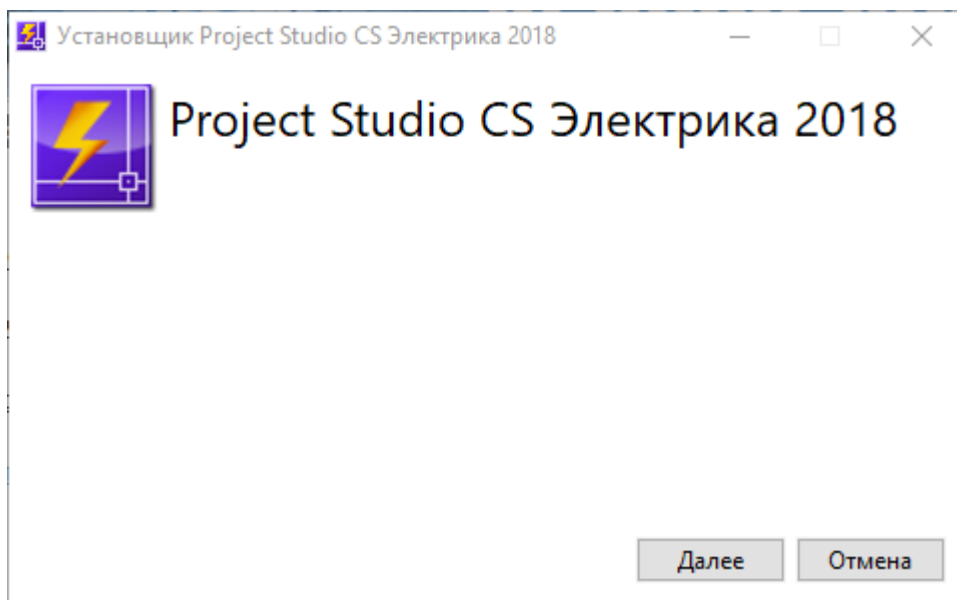 Установщик Project Studio CS Электрика 2018
Project Studio CS Электрика 2018
Далее Отмена